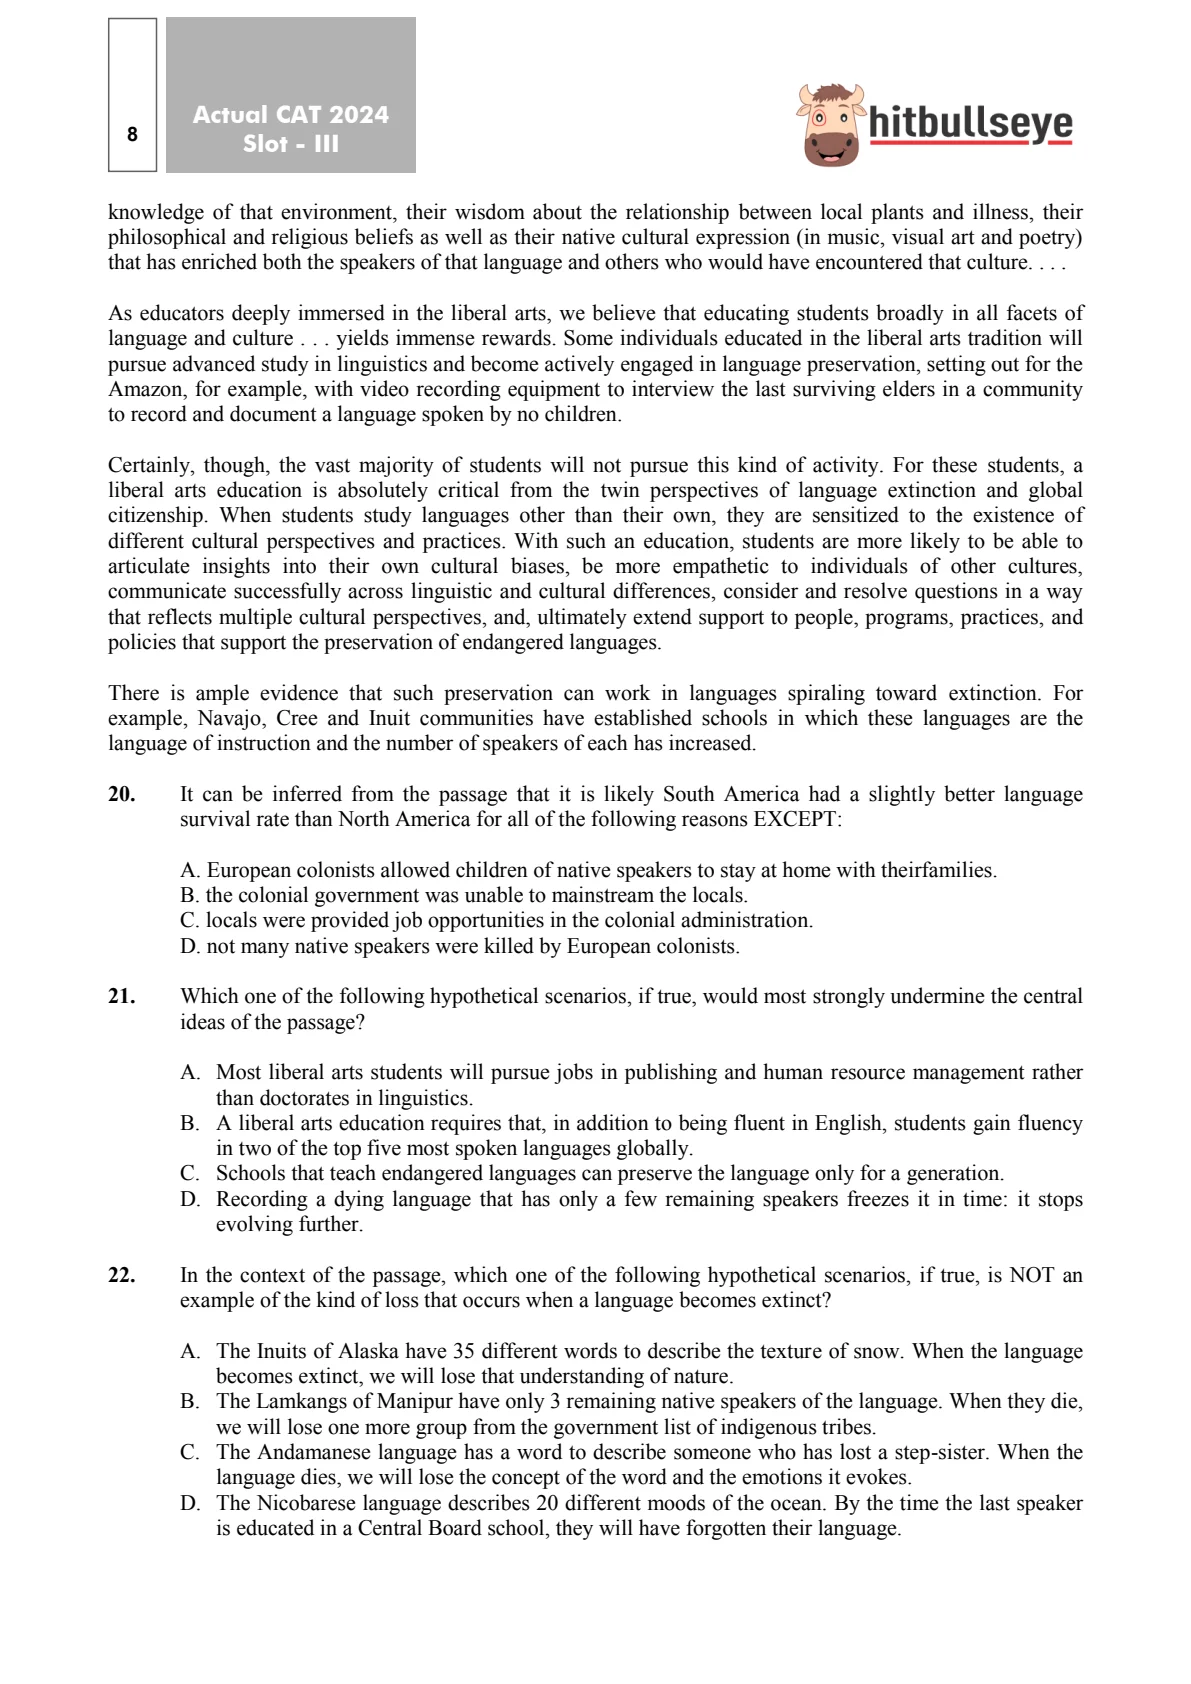 8
Actual CAT 2024
Slot - III
hitbullseye
knowledge of that environment, their wisdom about the relationship between local plants and illness, their
philosophical and religious beliefs as well as their native cultural expression (in music, visual art and poetry)
that has enriched both the speakers of that language and others who would have encountered that culture. . . .
As educators deeply immersed in the liberal arts, we believe that educating students broadly in all facets of
language and culture . . . yields immense rewards. Some individuals educated in the liberal arts tradition will
pursue advanced study in linguistics and become actively engaged in language preservation, setting out for the
Amazon, for example, with video recording equipment to interview the last surviving elders in a community
to record and document a language spoken by no children.
Certainly, though, the vast majority of students will not pursue this kind of activity. For these students, a
liberal arts education is absolutely critical from the twin perspectives of language extinction and global
citizenship. When students study languages other than their own, they are sensitized to the existence of
different cultural perspectives and practices. With such an education, students are more likely to be able to
articulate insights into their own cultural biases, be more empathetic to individuals of other cultures,
communicate successfully across linguistic and cultural differences, consider and resolve questions in a way
that reflects multiple cultural perspectives, and, ultimately extend support to people, programs, practices, and
policies that support the preservation of endangered languages.
There is ample evidence that such preservation can work in languages spiraling toward extinction. For
example, Navajo, Cree and Inuit communities have established schools in which these languages are the
language of instruction and the number of speakers of each has increased.
20. It can be inferred from the passage that it is likely South America had a slightly better language
survival rate than North America for all of the following reasons EXCEPT:
A. European colonists allowed children of native speakers to stay at home with theirfamilies.
B. the colonial government was unable to mainstream the locals.
C. locals were provided job opportunities in the colonial administration.
D. not many native speakers were killed by European colonists.
21. Which one of the following hypothetical scenarios, if true, would most strongly undermine the central
ideas of the passage?
A. Most liberal arts students will pursue jobs in publishing and human resource management rather
than doctorates in linguistics.
B. A liberal arts education requires that, in addition to being fluent in English, students gain fluency
in two of the top five most spoken languages globally.
C. Schools that teach endangered languages can preserve the language only for a generation.
D. Recording a dying language that has only a few remaining speakers freezes it in time: it stops
evolving further.
22. In the context of the passage, which one of the following hypothetical scenarios, if true, is NOT an
example of the kind of loss that occurs when a language becomes extinct?
A. The Inuits of Alaska have 35 different words to describe the texture of snow. When the language
becomes extinct, we will lose that understanding of nature.
B. The Lamkangs of Manipur have only 3 remaining native speakers of the language. When they die,
we will lose one more group from the government list of indigenous tribes.
C. The Andamanese language has a word to describe someone who has lost a step-sister. When the
language dies, we will lose the concept of the word and the emotions it evokes.
D. The Nicobarese language describes 20 different moods of the ocean. By the time the last speaker
is educated in a Central Board school, they will have forgotten their language.